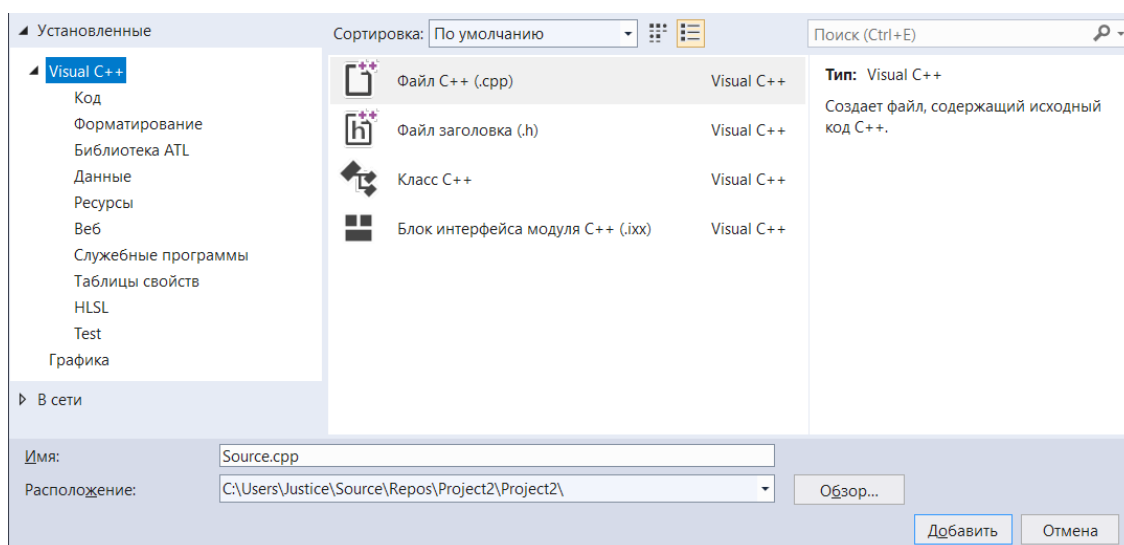 Установленные
Сортировка: По умолчанию
Поиск (Ctrl+E)
Visual C++
Код
Форматирование
Библиотека ATL
Данные
Ресурсы
Веб
Служебные программы
Таблицы свойств
HLSL
Test
Графика
В сети
Файл C++ (.cpp) Visual C++
Файл заголовка (.h) Visual C++
Класс C++ Visual C++
Блок интерфейса модуля C++ (.ixx) Visual C++
Тип: Visual C++
Создает файл, содержащий исходный
код C++.
Имя: Source.cpp
Расположение: C:\Users\Justice\Source\Repos\Project2\Project2\ Обзор...
Добавить Отмена